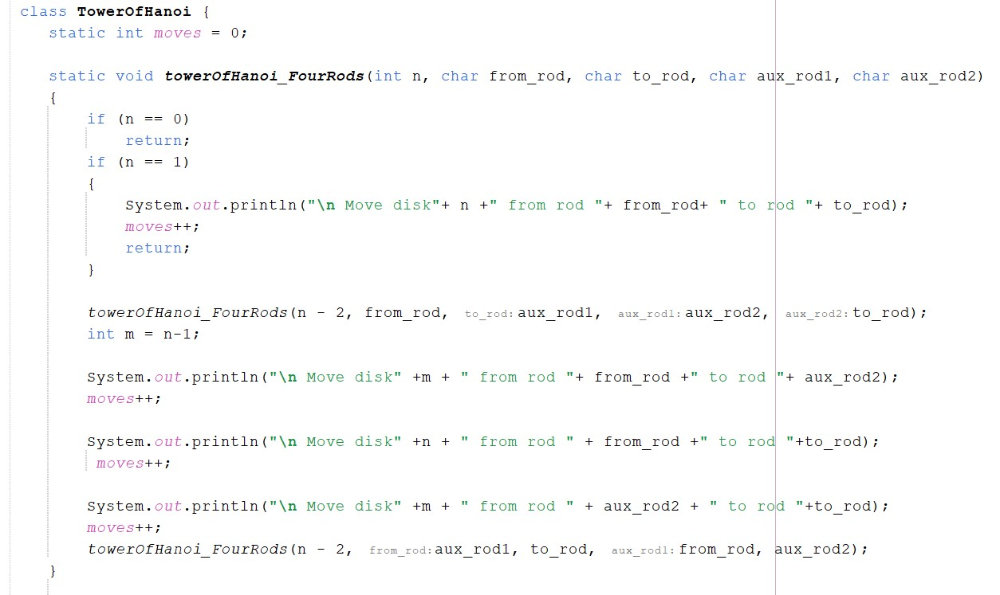 class TowerOfHanoi {
static int moves = 0;
static void towerOfHanoi_FourRods(int n, char from_rod, char to_rod, char aux_rod1, char aux_rod2)
{
if (n == 0)
return;
if (n == 1)
{
System.out.println("\n Move disk"+ n +" from rod "+ from_rod+ " to rod "+ to_rod);
moves++;
return;
}
towerOfHanoi_FourRods(n - 2, from_rod, to_rod: aux_rod1, aux_rod1: aux_rod2, aux_rod2: to_rod);
int m = n-1;
System.out.println("\n Move disk" +m + " from rod "+ from_rod +" to rod "+ aux_rod2);
moves++;
System.out.println("\n Move disk" +n + " from rod " + from_rod +" to rod "+to_rod);
moves++;
System.out.println("\n Move disk" +m + " from rod " + aux_rod2 + " to rod "+to_rod);
moves++;
towerOfHanoi_FourRods(n - 2, from_rod: aux_rod1, to_rod, aux_rod1: from_rod, aux_rod2);
}